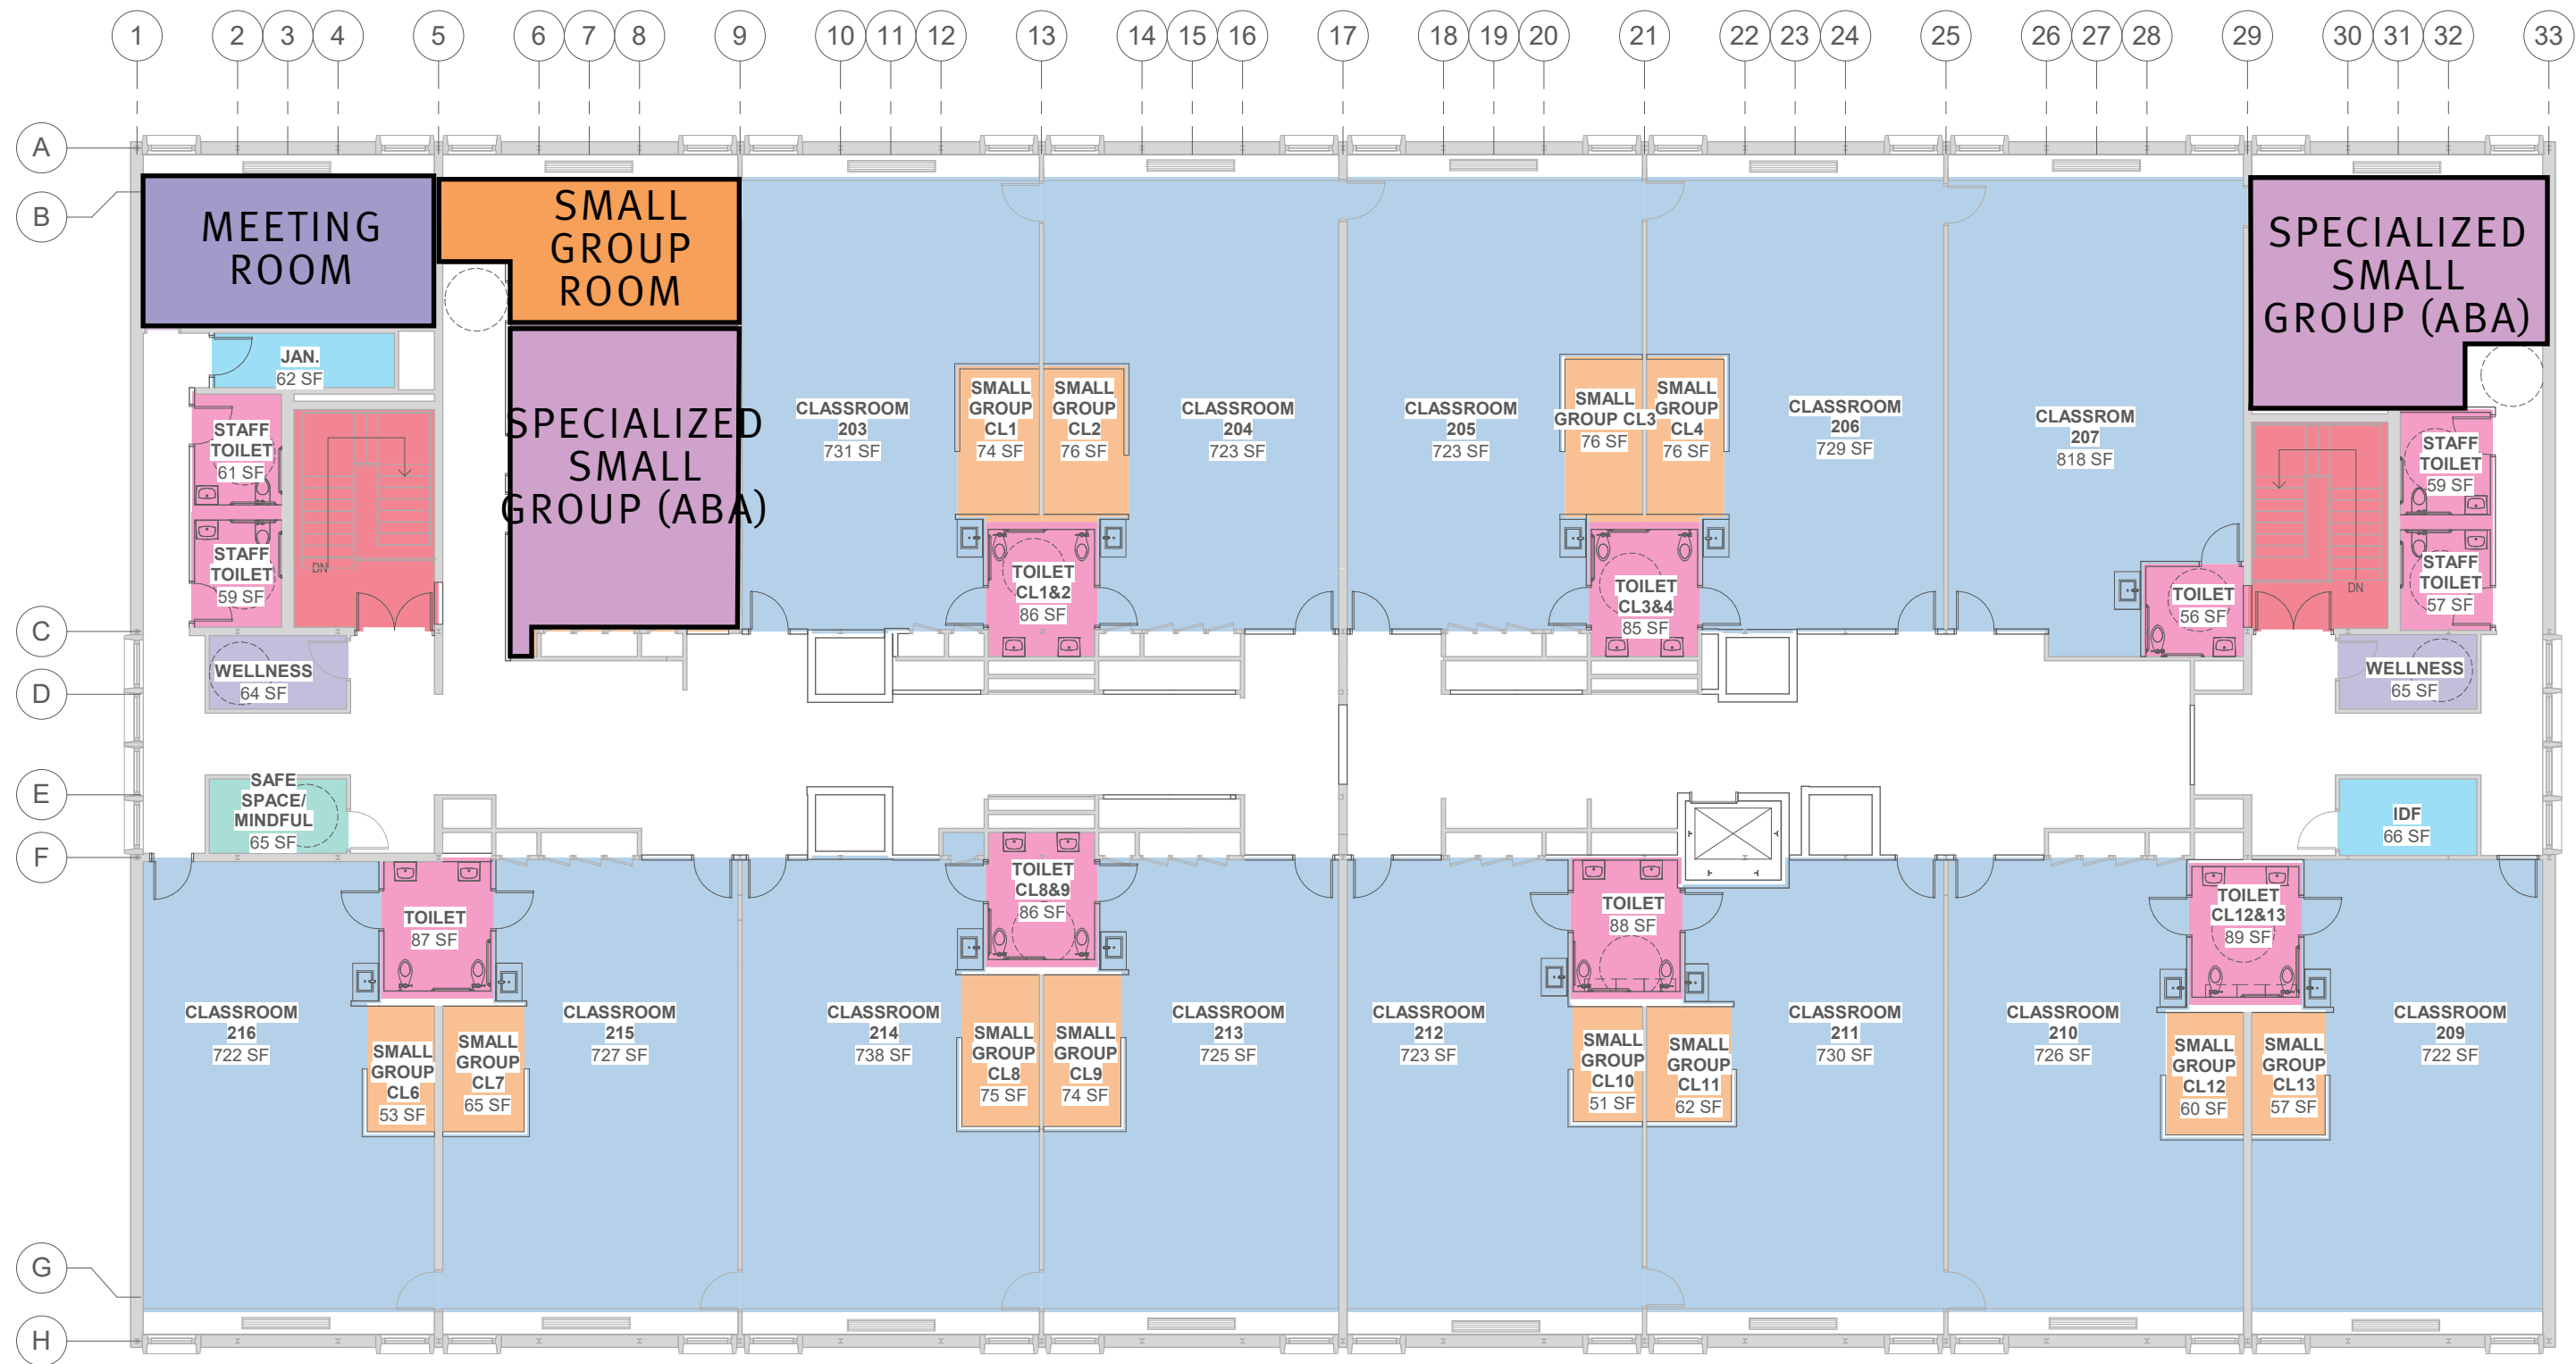 1 2 3 4 5 6 7 8 9 10 11 12 13 14 15 16 17 18 19 20 21 22 23 24 25 26 27 28 29 30 31 32 33
A
B
C
D
E
F
G
H
MEETING
ROOM
SMALL
GROUP
ROOM
SPECIALIZED
SMALL
GROUP (ABA)
JAN.
62 SF
STAFF
TOILET
61 SF
STAFF
TOILET
59 SF
DN
SPECIALIZED
SMALL
GROUP (ABA)
CLASSROOM
203
731 SF
SMALL
GROUP
CL1
74 SF
SMALL
GROUP
CL2
76 SF
CLASSROOM
204
723 SF
TOILET
CL1&2
86 SF
CLASSROOM
205
723 SF
SMALL
GROUP CL3
76 SF
SMALL
GROUP
CL4
76 SF
TOILET
CL3&4
85 SF
CLASSROOM
206
729 SF
CLASSROM
207
818 SF
TOILET
56 SF
DN
STAFF
TOILET
59 SF
STAFF
TOILET
57 SF
WELLNESS
64 SF
WELLNESS
65 SF
SAFE
SPACE/
MINDFUL
65 SF
IDF
66 SF
CLASSROOM
216
722 SF
TOILET
87 SF
SMALL
GROUP
CL6
53 SF
SMALL
GROUP
CL7
65 SF
CLASSROOM
215
727 SF
CLASSROOM
214
738 SF
TOILET
CL8&9
86 SF
SMALL
GROUP
CL8
75 SF
SMALL
GROUP
CL9
74 SF
CLASSROOM
213
725 SF
CLASSROOM
212
723 SF
TOILET
88 SF
SMALL
GROUP
CL10
51 SF
SMALL
GROUP
CL11
62 SF
CLASSROOM
211
730 SF
CLASSROOM
210
726 SF
TOILET
CL12&13
89 SF
SMALL
GROUP
CL12
60 SF
SMALL
GROUP
CL13
57 SF
CLASSROOM
209
722 SF